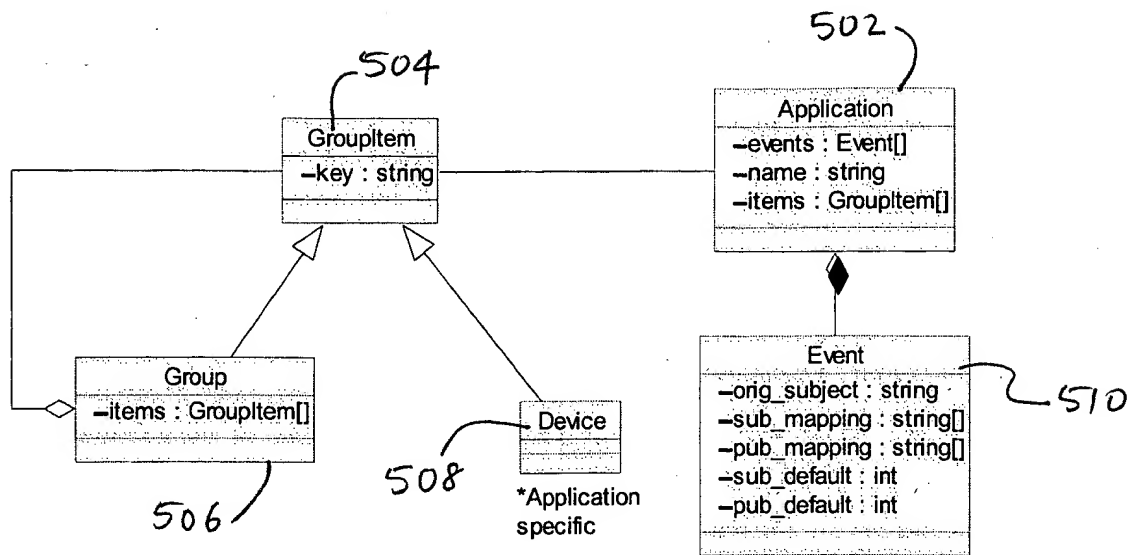 502
504
Application
–events : Event[]
–name : string
–items : GroupItem[]
GroupItem
–key : string
Group
–items : GroupItem[]
506
Device
508
*Application
specific
Event
–orig_subject : string
–sub_mapping : string[]
–pub_mapping : string[]
–sub_default : int
–pub_default : int
510